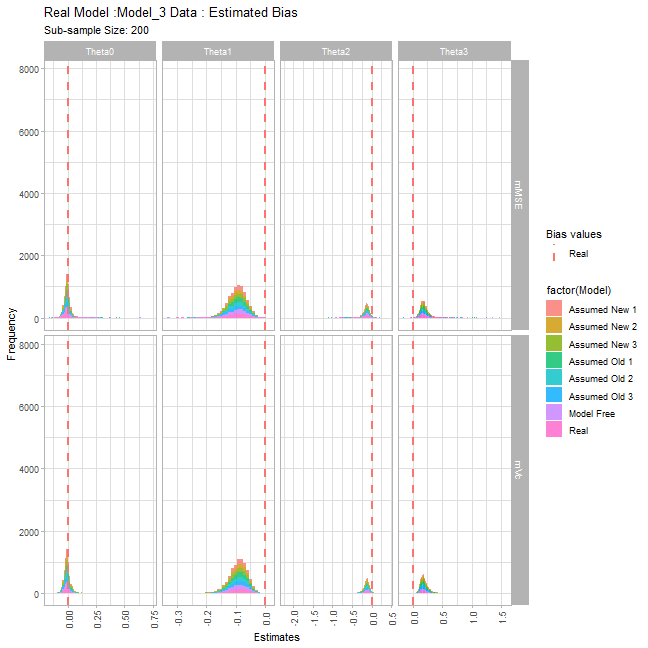 Real Model :Model_3 Data : Estimated Bias
Sub-sample Size: 200
Theta0 Theta1 Theta2 Theta3
8000
6000
4000
2000
0
mMSE
8000
6000
4000
2000
0
mVc
Frequency
0.00 0.25 0.50 0.75 -0.3 -0.2 -0.1 0.0 -2.0 -1.5 -1.0 -0.5 0.0 0.5 0.0 0.5 1.0 1.5
Estimates
Bias values
Real
factor(Model)
Assumed New 1
Assumed New 2
Assumed New 3
Assumed Old 1
Assumed Old 2
Assumed Old 3
Model Free
Real